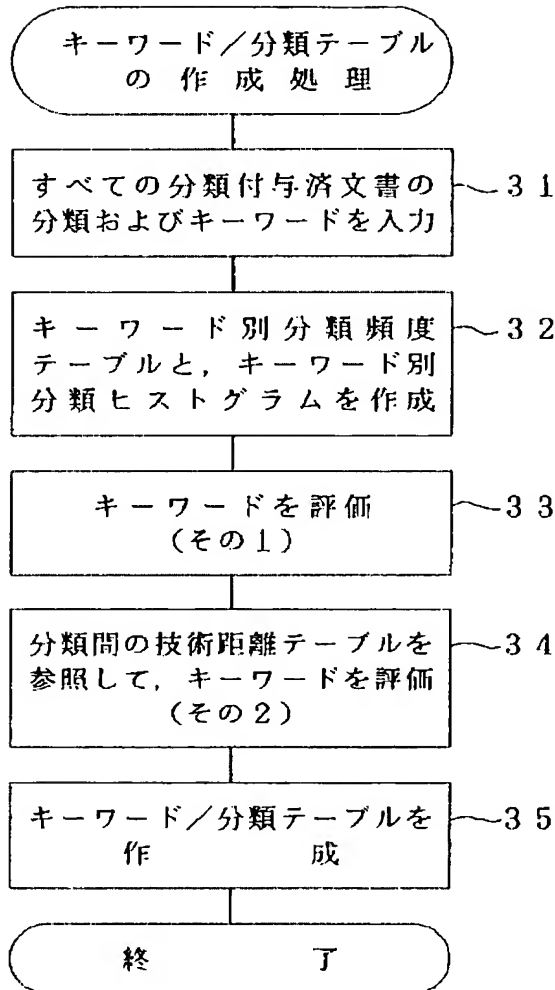 キーワード／分類テーブル
の作成処理
すべての分類付与済文書の
分類およびキーワードを入力
31
キーワード別分類頻度
テーブルと，キーワード別
分類ヒストグラムを作成
32
キーワードを評価
(その1)
33
分類間の技術距離テーブルを
参照して，キーワードを評価
(その2)
34
キーワード／分類テーブルを
作成
35
終了